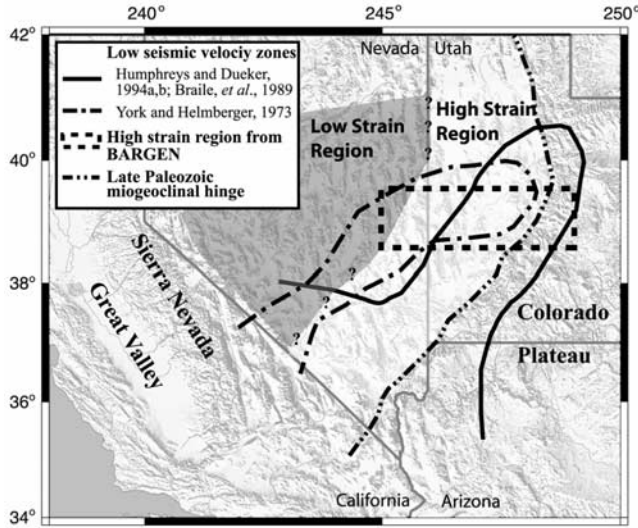 240°
245°
250°
42°
40°
38°
36°
34°
Low seismic velociy zones
Humphreys and Dueker,
1994a,b; Braile, et al., 1989
York and Helmberger, 1973
High strain region from
BARGEN
Late Paleozoic
miogeoclinal hinge
Nevada
Utah
Low Strain
Region
High Strain
Region
?
?
?
?
?
?
Sierra Nevada
Great Valley
Colorado
Plateau
California
Arizona